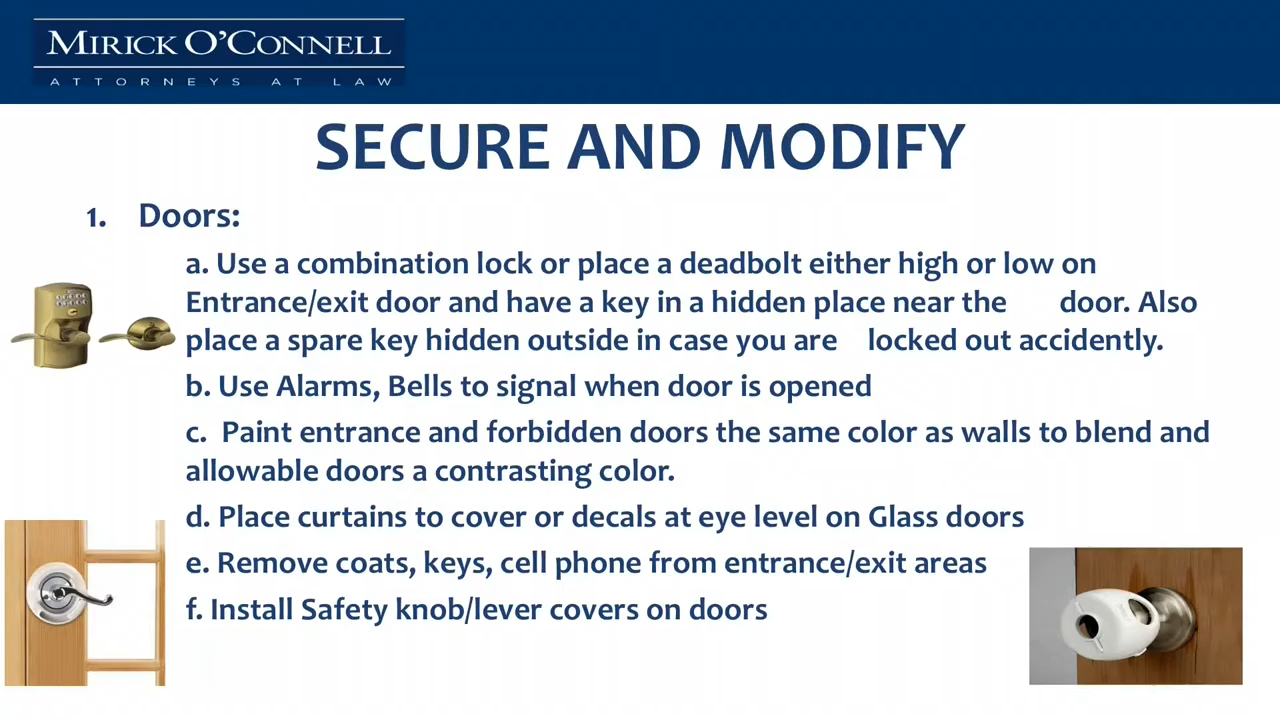 MIRICK O'CONNELL
ATTORNEYS AT LAW
SECURE AND MODIFY
1. Doors:
a. Use a combination lock or place a deadbolt either high or low on
Entrance/exit door and have a key in a hidden place near the door. Also
place a spare key hidden outside in case you are locked out accidently.
b. Use Alarms, Bells to signal when door is opened
c. Paint entrance and forbidden doors the same color as walls to blend and
allowable doors a contrasting color.
d. Place curtains to cover or decals at eye level on Glass doors
e. Remove coats, keys, cell phone from entrance/exit areas
f. Install Safety knob/lever covers on doors